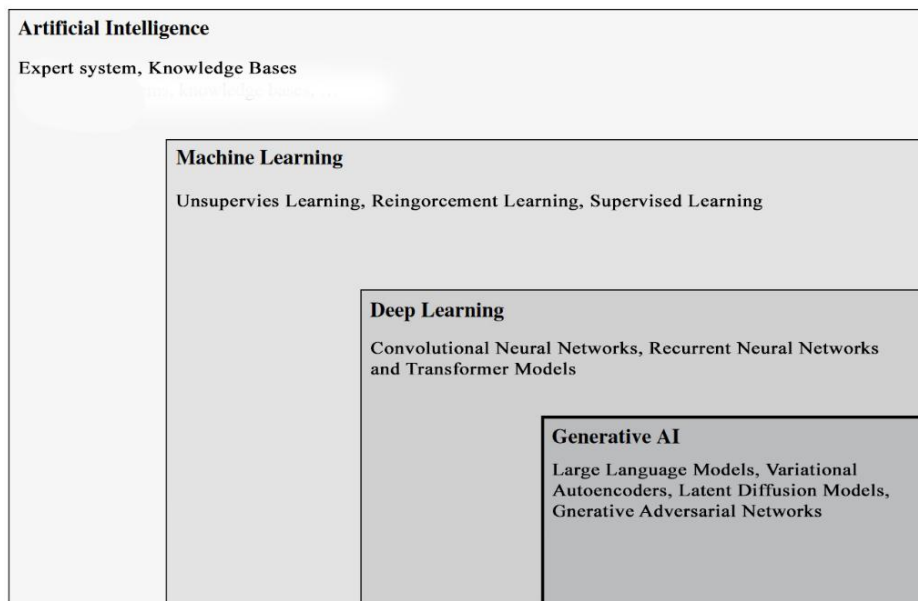 Artificial Intelligence
Expert system, Knowledge Bases
knowledge bases, ...
Machine Learning
Unsupervies Learning, Reingorcement Learning, Supervised Learning
Deep Learning
Convolutional Neural Networks, Recurrent Neural Networks
and Transformer Models
Generative AI
Large Language Models, Variational
Autoencoders, Latent Diffusion Models,
Gnerative Adversarial Networks